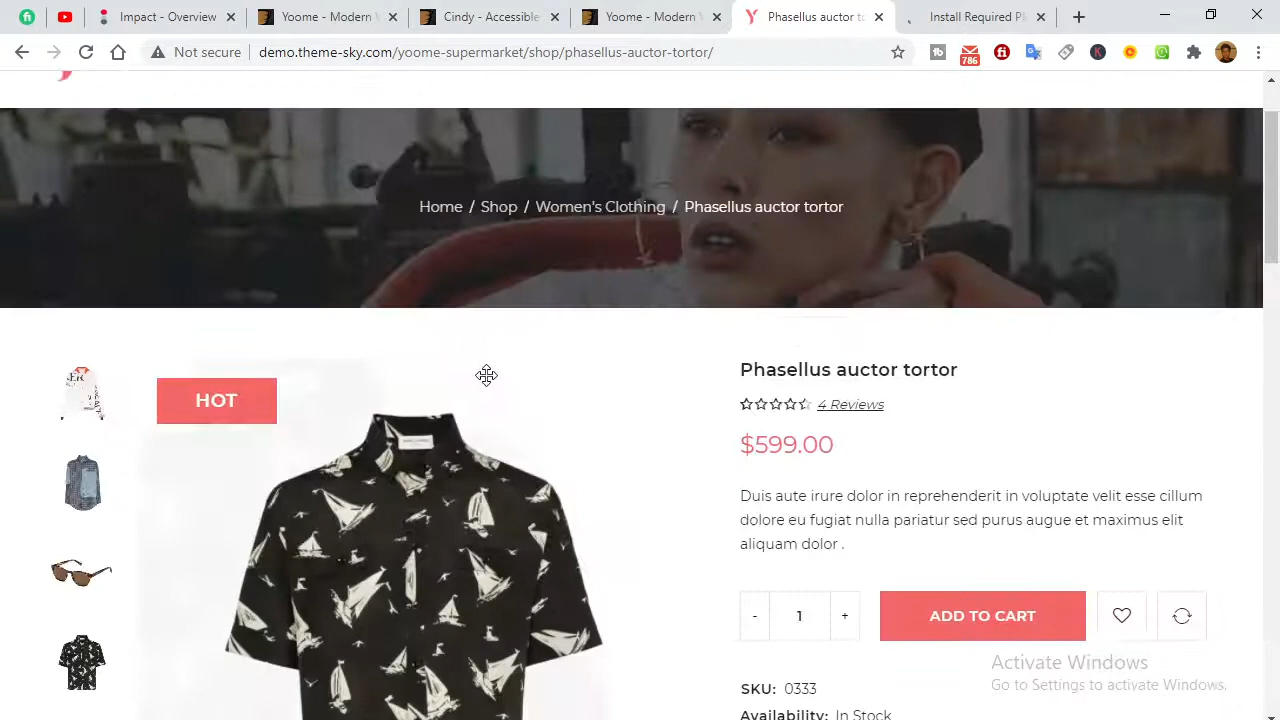 Impact - Overview
Yoome - Modern
Cindy - Accessible
Yoome - Modern
Phasellus auctor to
Install Required Pl
Not secure
demo.theme-sky.com/yoome-supermarket/shop/phasellus-auctor-tortor/
786
Home / Shop / Women's Clothing / Phasellus auctor tortor
HOT
Phasellus auctor tortor
4 Reviews
$599.00
Duis aute irure dolor in reprehenderit in voluptate velit esse cillum
dolore eu fugiat nulla pariatur sed purus augue et maximus elit
aliquam dolor .
- 1 +
ADD TO CART
SKU: 0333
Availability: In Stock
Activate Windows
Go to Settings to activate Windows.